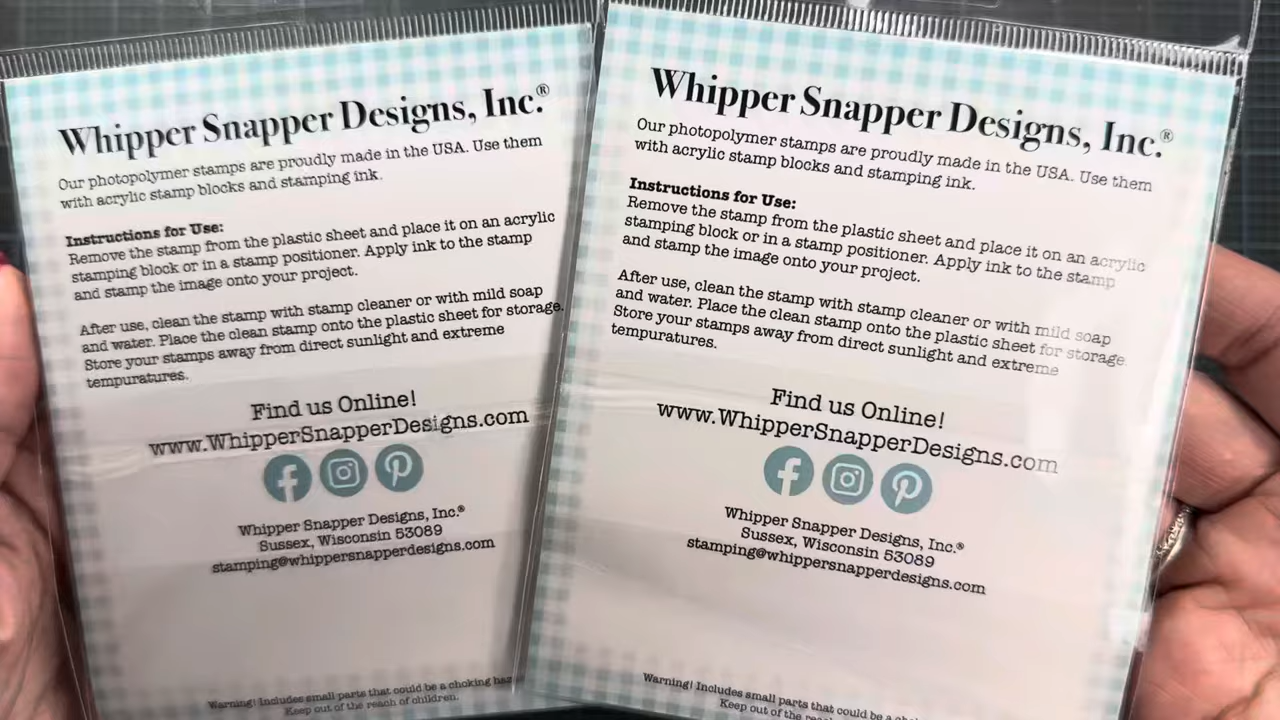 Whipper Snapper Designs, Inc.®
Our photopolymer stamps are proudly made in the USA. Use them
with acrylic stamp blocks and stamping ink.
Instructions for Use:
Remove the stamp from the plastic sheet and place it on an acrylic
stamping block or in a stamp positioner. Apply ink to the stamp
and stamp the image onto your project.
After use, clean the stamp with stamp cleaner or with mild soap
and water. Place the clean stamp onto the plastic sheet for storage.
Store your stamps away from direct sunlight and extreme
tempuratures.
Find us Online!
www.WhipperSnapperDesigns.com
Whipper Snapper Designs, Inc.®
Sussex, Wisconsin 53089
stamping@whippersnapperdesigns.com
Warning! Includes small parts that could be a choking
Keep out of the reach of children.
Whipper Snapper Designs, Inc.®
Our photopolymer stamps are proudly made in the USA. Use them
with acrylic stamp blocks and stamping ink.
Instructions for Use:
Remove the stamp from the plastic sheet and place it on an acrylic
stamping block or in a stamp positioner. Apply ink to the stamp
and stamp the image onto your project.
After use, clean the stamp with stamp cleaner or with mild soap
and water. Place the clean stamp onto the plastic sheet for storage.
Store your stamps away from direct sunlight and extreme
tempuratures.
Find us Online!
www.WhipperSnapperDesigns.com
Whipper Snapper Designs, Inc.®
Sussex, Wisconsin 53089
stamping@whippersnapperdesigns.com
Warning! Includes small parts that could be a
Keep out of the